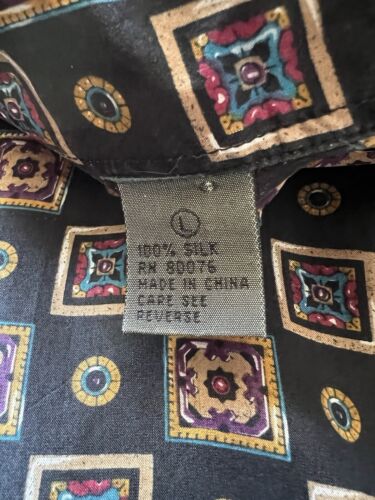 L
100% SILK
RN 80076
MADE IN CHINA
CARE SEE
REVERSE